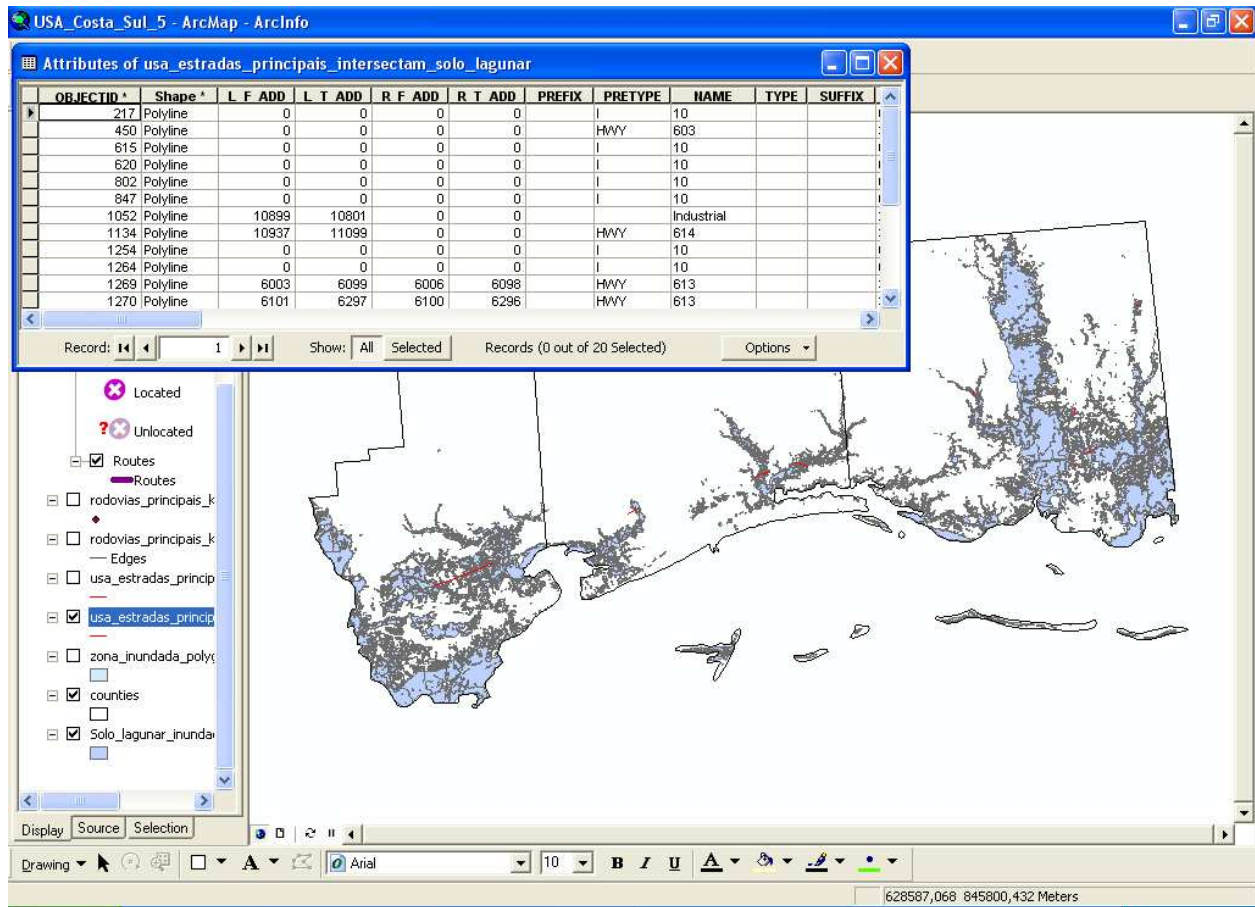 USA_Costa_Sul_5 - ArcMap - ArcInfo
Attributes of usa_estradas_principais_intersectam_solo_lagunar
OBJECTID * Shape * L_F_ADD L_T_ADD R_F_ADD R_T_ADD PREFIX PRETYPE NAME TYPE SUFFIX
217 Polyline 0 0 0 0 I 10
450 Polyline 0 0 0 0 HWY 603
615 Polyline 0 0 0 0 I 10
620 Polyline 0 0 0 0 I 10
802 Polyline 0 0 0 0 I 10
847 Polyline 0 0 0 0 I 10
1052 Polyline 10899 10801 0 0 Industrial
1134 Polyline 10937 11099 0 0 HWY 614
1254 Polyline 0 0 0 0 I 10
1264 Polyline 0 0 0 0 I 10
1269 Polyline 6003 6099 6006 6098 HWY 613
1270 Polyline 6101 6297 6100 6296 HWY 613
Record: 1 Show: All Selected Records (0 out of 20 Selected) Options
Located
? Unlocated
Routes
Routes
rodovias_principais_k
rodovias_principais_k
Edges
usa_estradas_princip
usa_estradas_princip
zona_inundada_polyg
counties
Solo_lagunar_inunda
Display Source Selection
Drawing A Arial 10 B I U A
628587,068 845800,432 Meters